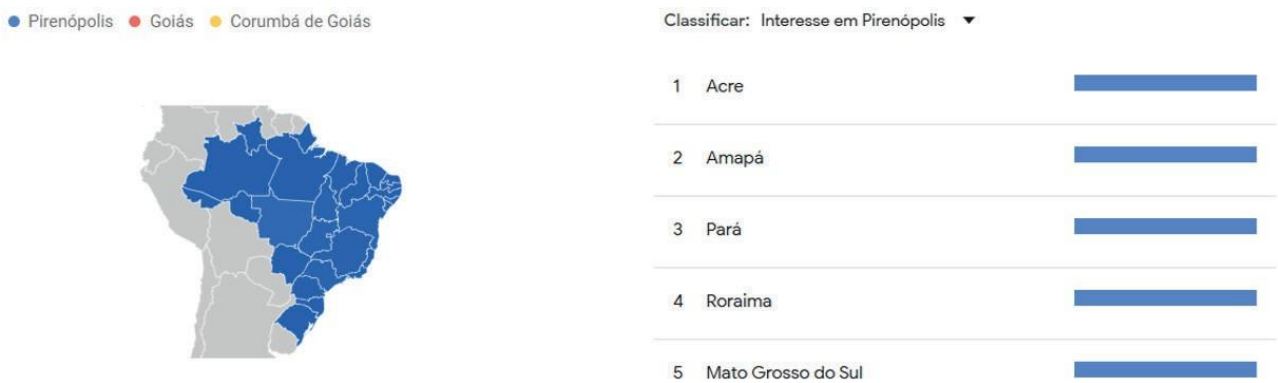 Pirenópolis Goiás Corumbá de Goiás
Classificar: Interesse em Pirenópolis
1 Acre
2 Amapá
3 Pará
4 Roraima
5 Mato Grosso do Sul